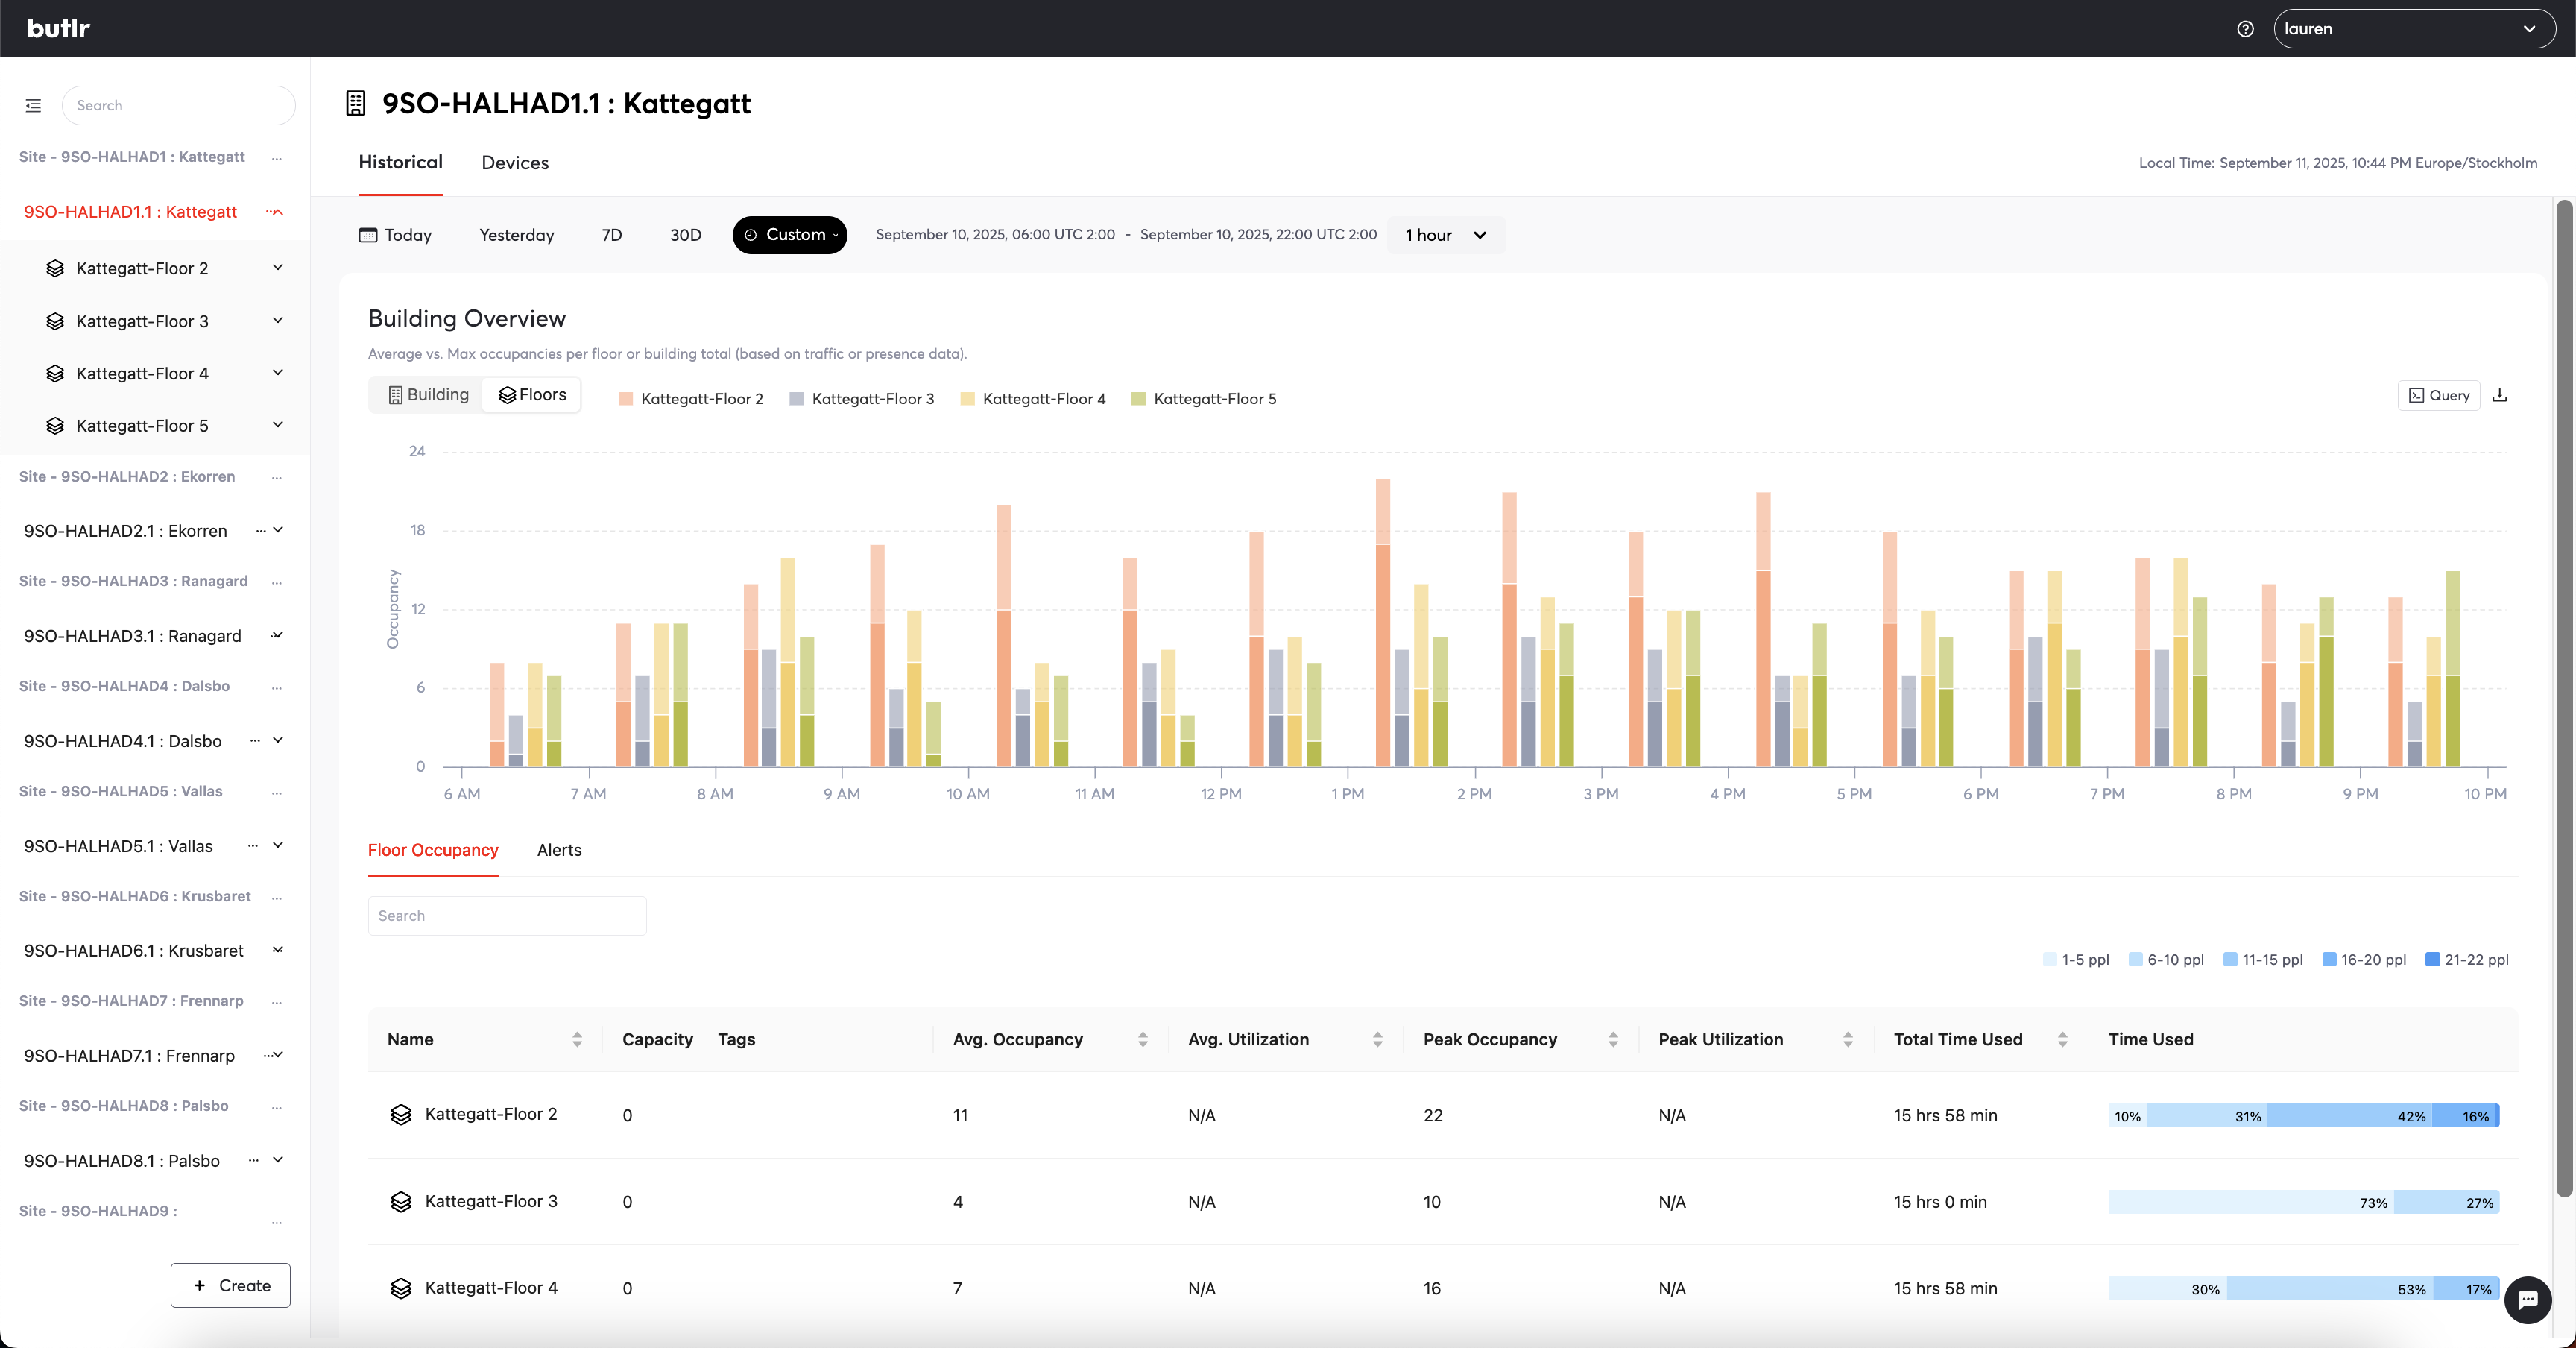 butlr
lauren
Search
Site - 9SO-HALHAD1 : Kattegatt ...
9SO-HALHAD1.1 : Kattegatt ...
Kattegatt-Floor 2
Kattegatt-Floor 3
Kattegatt-Floor 4
Kattegatt-Floor 5
Site - 9SO-HALHAD2 : Ekorren ...
9SO-HALHAD2.1 : Ekorren ...
Site - 9SO-HALHAD3 : Ranagard ...
9SO-HALHAD3.1 : Ranagard
Site - 9SO-HALHAD4 : Dalsbo ...
9SO-HALHAD4.1 : Dalsbo ...
Site - 9SO-HALHAD5 : Vallas ...
9SO-HALHAD5.1 : Vallas ...
Site - 9SO-HALHAD6 : Krusbaret ...
9SO-HALHAD6.1 : Krusbaret
Site - 9SO-HALHAD7 : Frennarp ...
9SO-HALHAD7.1 : Frennarp ...
Site - 9SO-HALHAD8 : Palsbo ...
9SO-HALHAD8.1 : Palsbo ...
Site - 9SO-HALHAD9 : ...
+ Create
9SO-HALHAD1.1 : Kattegatt
Historical Devices
Local Time: September 11, 2025, 10:44 PM Europe/Stockholm
Today Yesterday 7D 30D Custom September 10, 2025, 06:00 UTC 2:00 - September 10, 2025, 22:00 UTC 2:00 1 hour
Building Overview
Average vs. Max occupancies per floor or building total (based on traffic or presence data).
Building Floors Kattegatt-Floor 2 Kattegatt-Floor 3 Kattegatt-Floor 4 Kattegatt-Floor 5 Query
24
18
12
6
0
Occupancy
6 AM 7 AM 8 AM 9 AM 10 AM 11 AM 12 PM 1 PM 2 PM 3 PM 4 PM 5 PM 6 PM 7 PM 8 PM 9 PM 10 PM
Floor Occupancy Alerts
Search
1-5 ppl 6-10 ppl 11-15 ppl 16-20 ppl 21-22 ppl
Name Capacity Tags Avg. Occupancy Avg. Utilization Peak Occupancy Peak Utilization Total Time Used Time Used
Kattegatt-Floor 2 0 11 N/A 22 N/A 15 hrs 58 min 10% 31% 42% 16%
Kattegatt-Floor 3 0 4 N/A 10 N/A 15 hrs 0 min 73% 27%
Kattegatt-Floor 4 0 7 N/A 16 N/A 15 hrs 58 min 30% 53% 17%